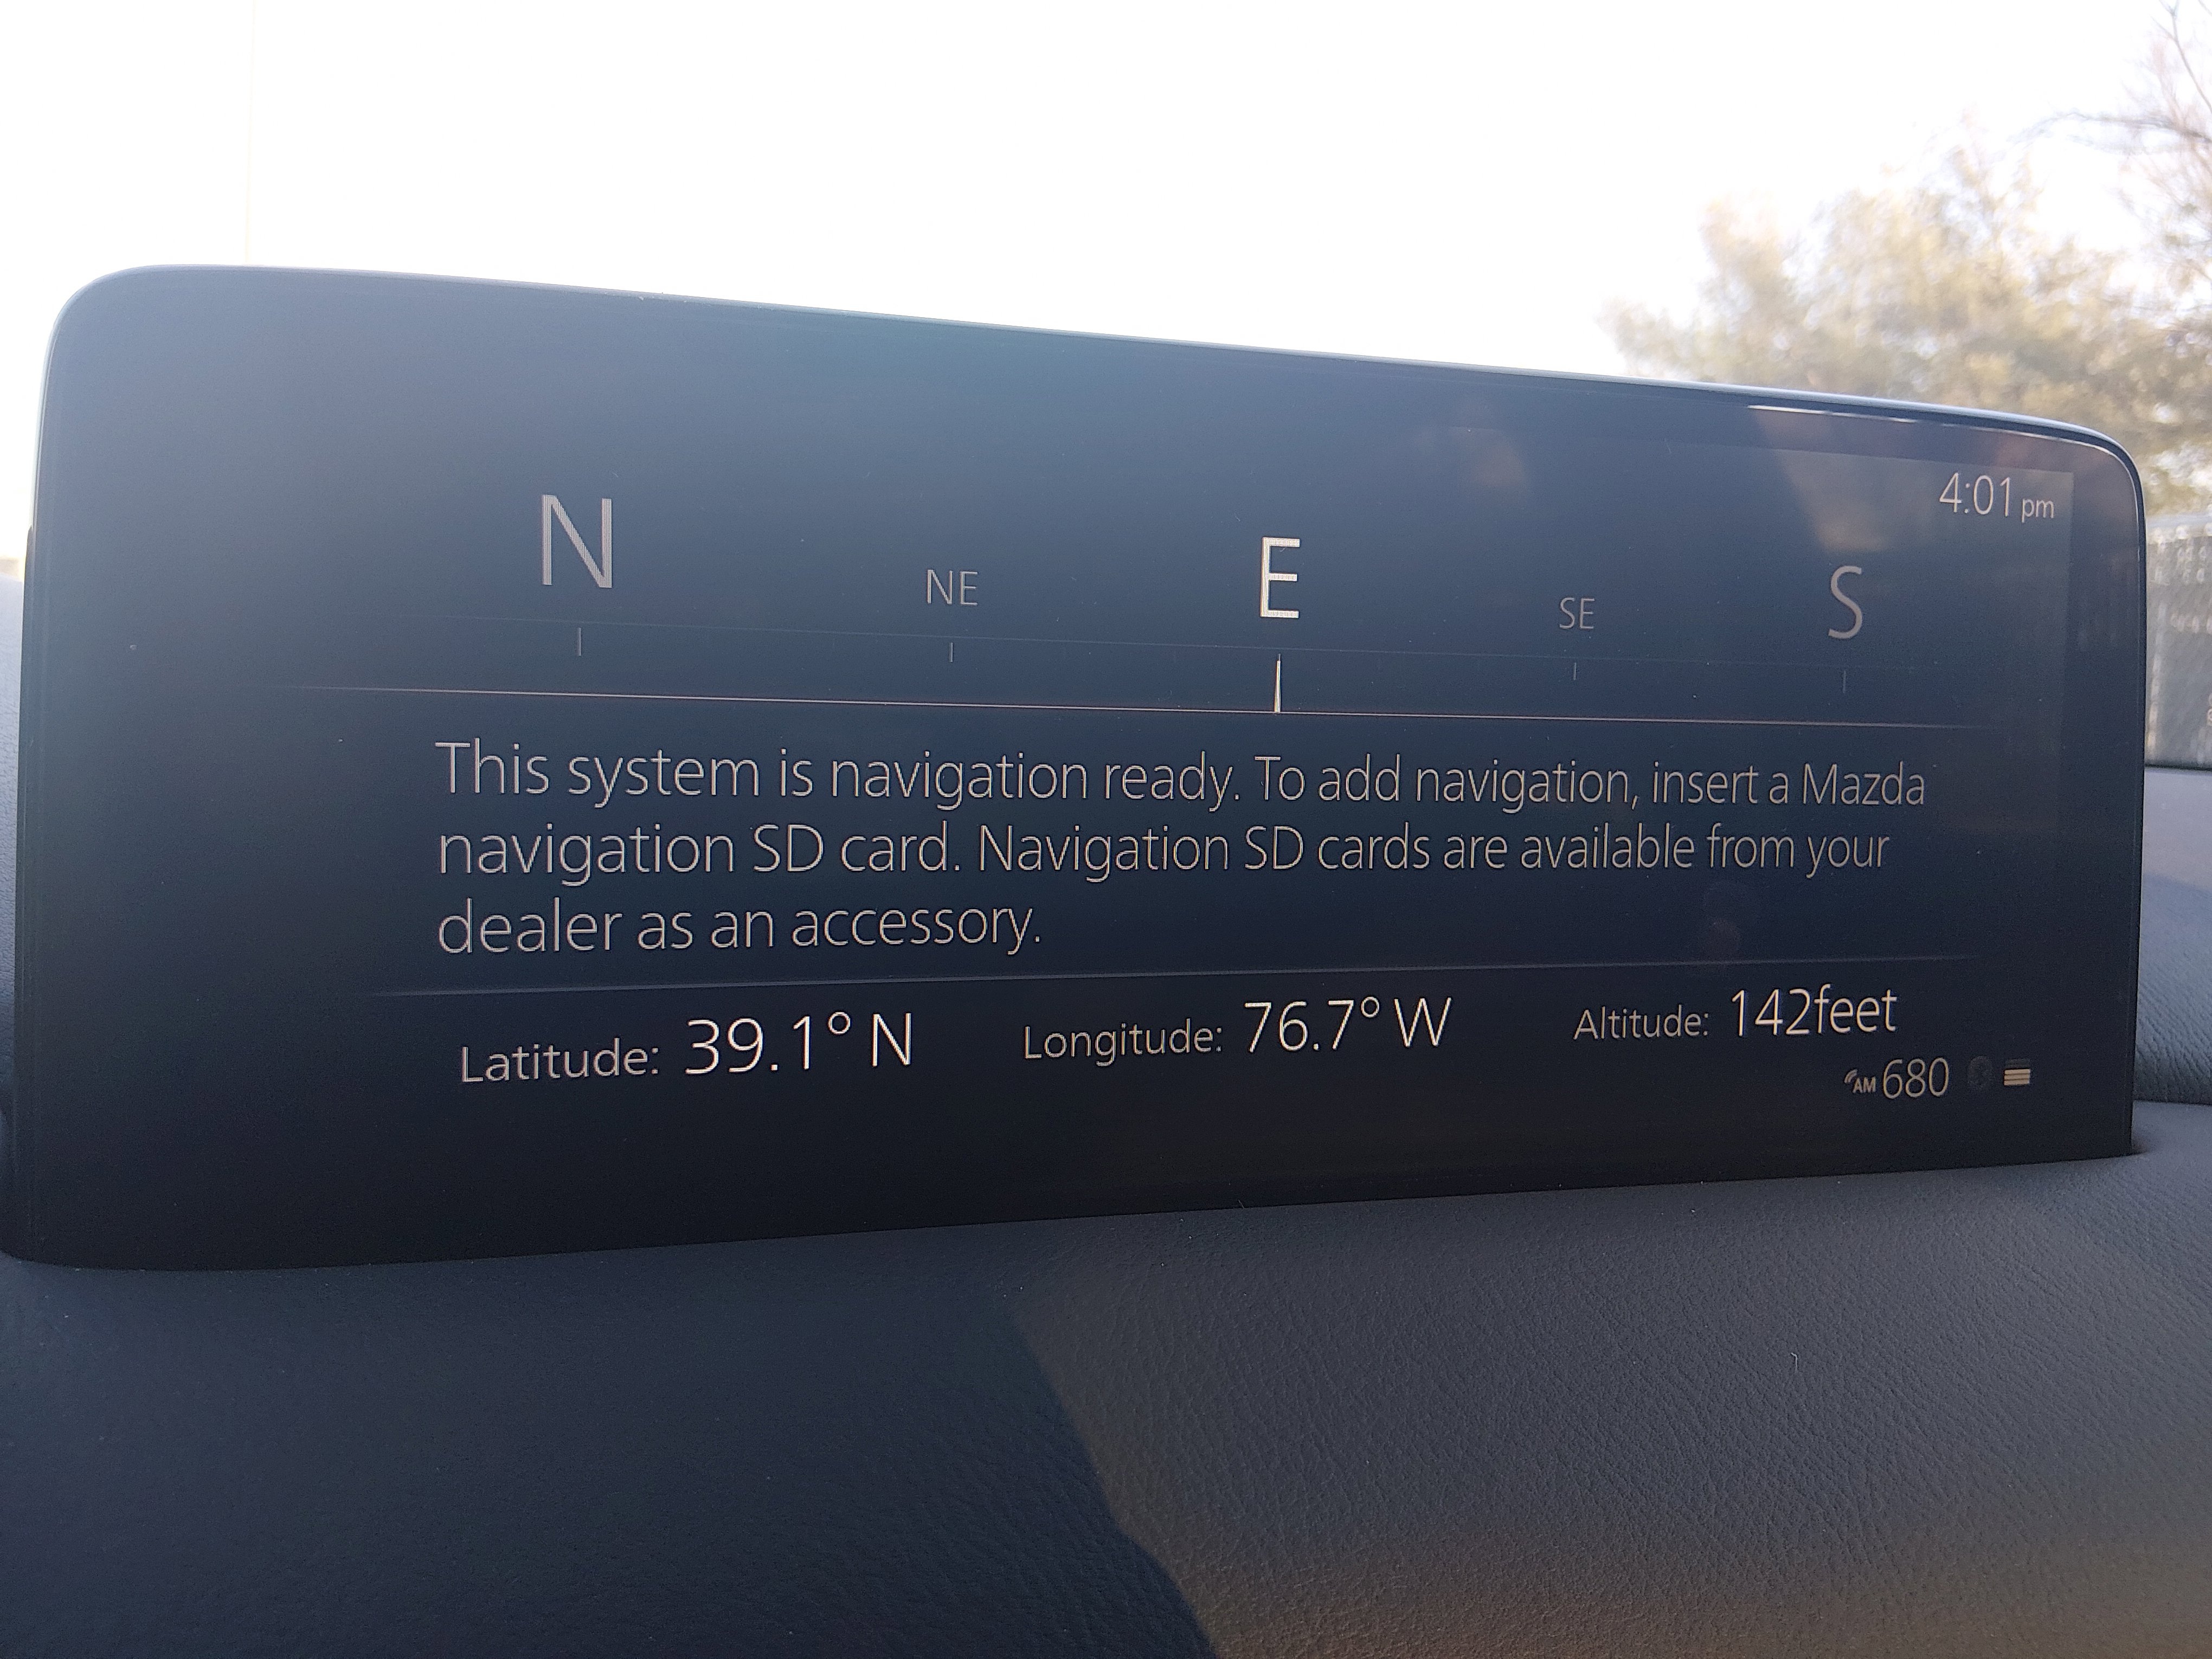 4:01 pm
N NE E SE S
This system is navigation ready. To add navigation, insert a Mazda
navigation SD card. Navigation SD cards are available from your
dealer as an accessory.
Latitude: 39.1° N Longitude: 76.7° W Altitude: 142feet
AM 680